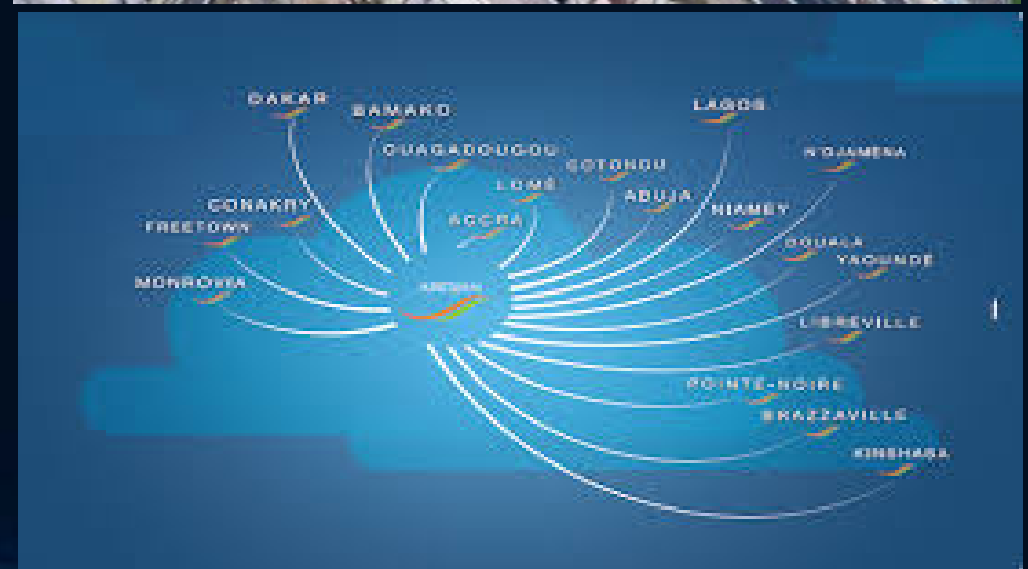 DAKAR
BAMAKO
LAGOS
OUAGADOUGOU
N'DJAMENA
COTONOU
LOMÉ
ABUJA
CONAKRY
NIAMEY
ACCRA
FREETOWN
DOUALA
YAOUNDE
MONROVIA
LIBREVILLE
POINTE-NOIRE
BRAZZAVILLE
KINSHASA